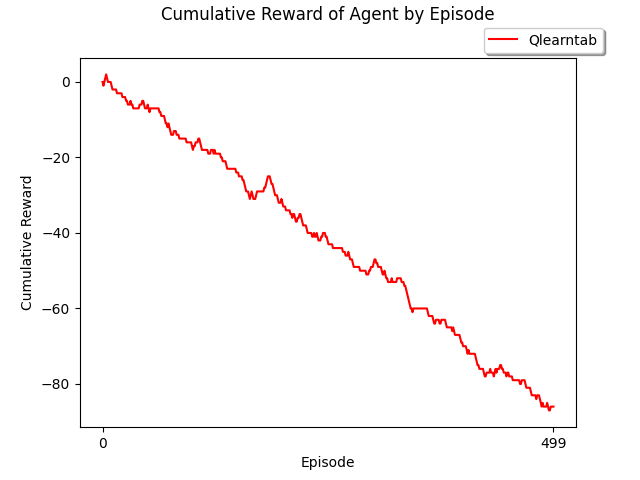 Cumulative Reward of Agent by Episode
Qlearntab
0
−20
−40
−60
−80
Cumulative Reward
0
499
Episode